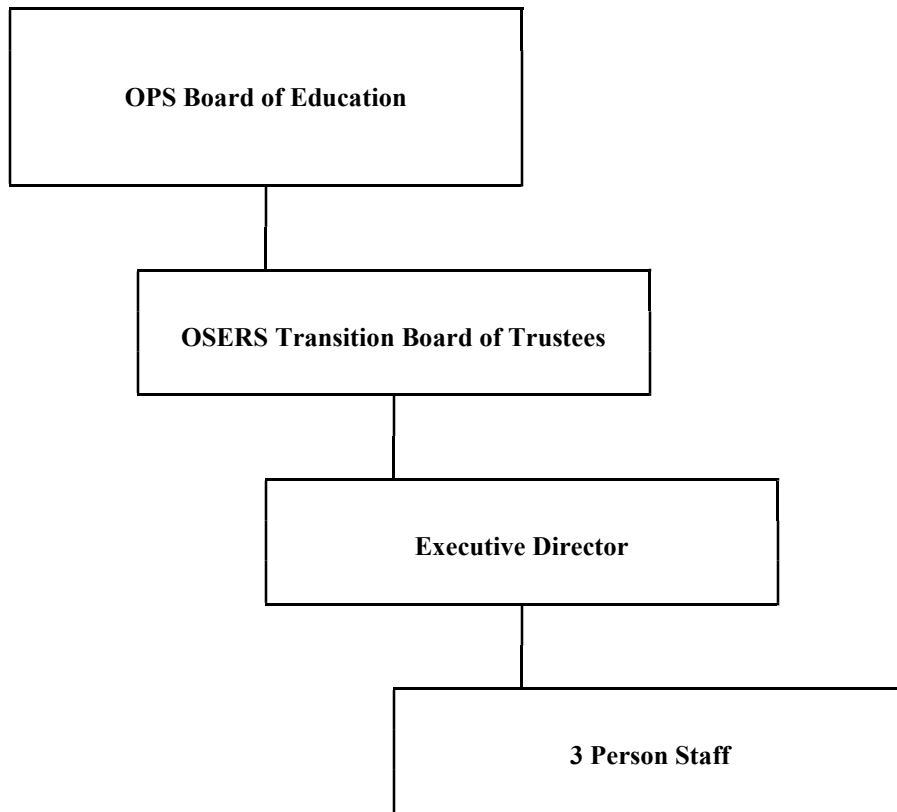 OPS Board of Education
OSERS Transition Board of Trustees
Executive Director
3 Person Staff